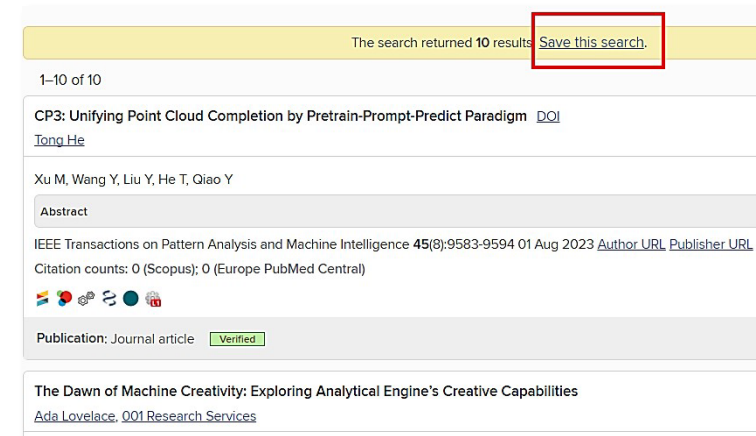 The search returned 10 results. Save this search.
1–10 of 10
CP3: Unifying Point Cloud Completion by Pretrain-Prompt-Predict Paradigm DOI
Tong He
Xu M, Wang Y, Liu Y, He T, Qiao Y
Abstract
IEEE Transactions on Pattern Analysis and Machine Intelligence 45(8):9583-9594 01 Aug 2023 Author URL Publisher URL
Citation counts: 0 (Scopus); 0 (Europe PubMed Central)
Publication: Journal article Verified
The Dawn of Machine Creativity: Exploring Analytical Engine’s Creative Capabilities
Ada Lovelace, 001 Research Services